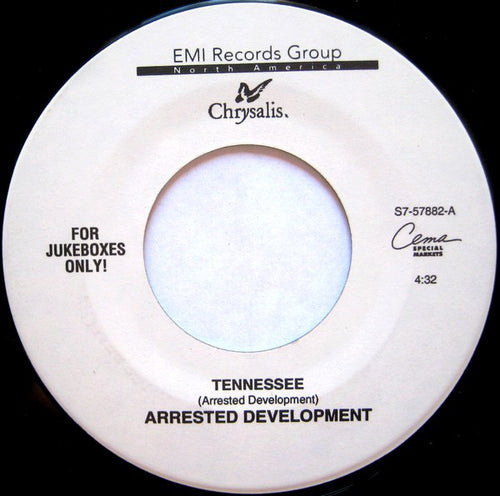 EMI Records Group
North America
Chrysalis.
FOR
JUKEBOXES
ONLY!
S7-57882-A
Cema
SPECIAL
MARKETS
4:32
TENNESSEE
(Arrested Development)
ARRESTED DEVELOPMENT